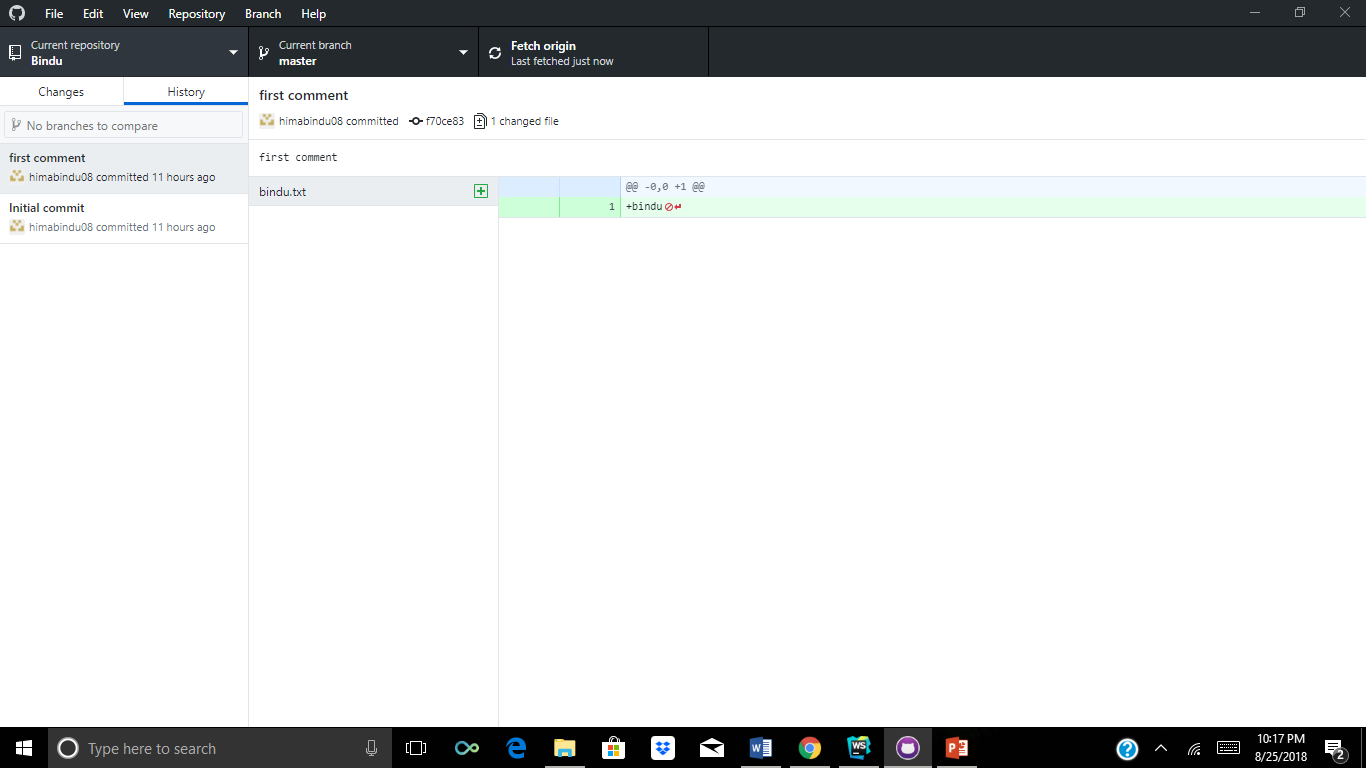 File Edit View Repository Branch Help
Current repository
Bindu
Current branch
master
Fetch origin
Last fetched just now
Changes
History
No branches to compare
first comment
himabindu08 committed 11 hours ago
Initial commit
himabindu08 committed 11 hours ago
first comment
himabindu08 committed f70ce83 1 changed file
first comment
bindu.txt
@@ -0,0 +1 @@
1 +bindu
Type here to search
WS
10:17 PM
8/25/2018
2